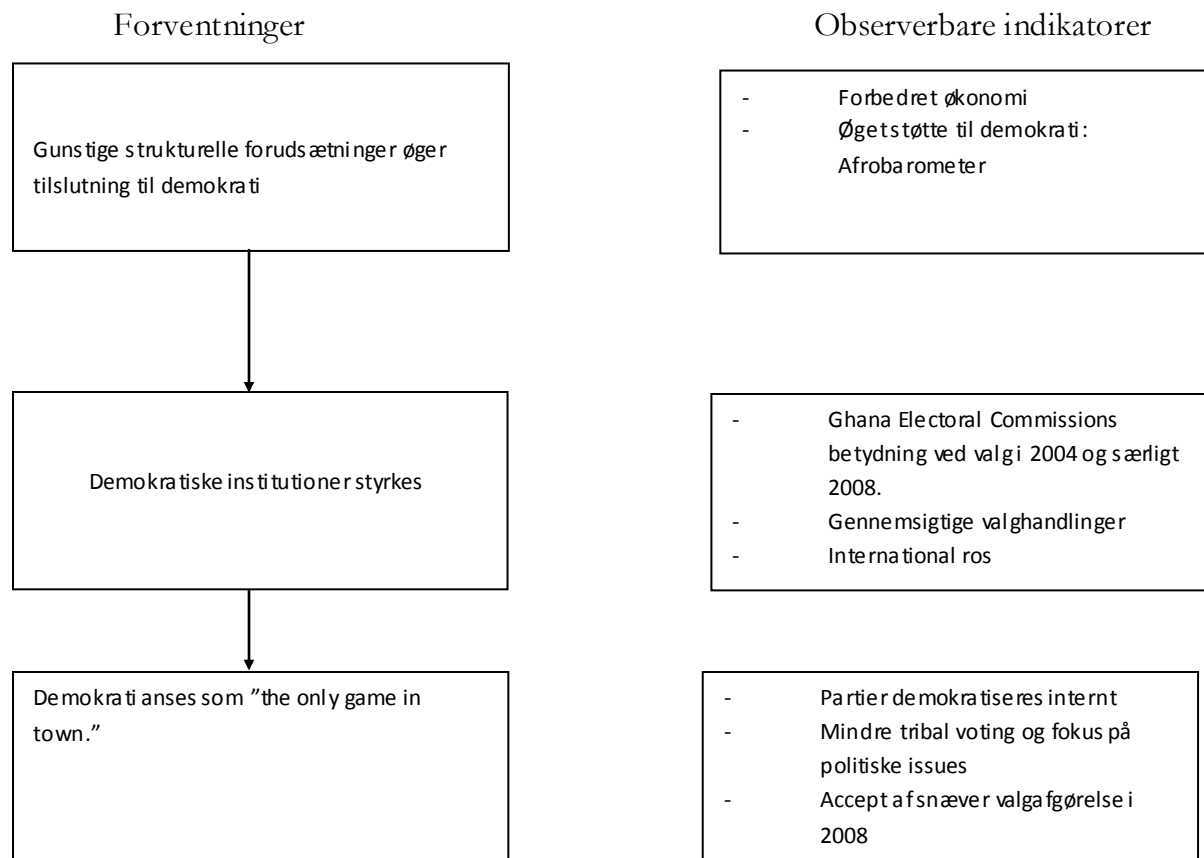 Forventninger
Observerbare indikatorer
Gunstige strukturelle forudsætninger øger
tilslutning til demokrati
- Forbedret økonomi
- Øget støtte til demokrati:
Afrobarometer
Demokratiske institutioner styrkes
- Ghana Electoral Commissions
betydning ved valg i 2004 og særligt
2008.
- Gennemsigtige valghandlinger
- International ros
Demokrati anses som ”the only game in
town.”
- Partier demokratiseres internt
- Mindre tribal voting og fokus på
politiske issues
- Accept af snæver valgafgørelse i
2008